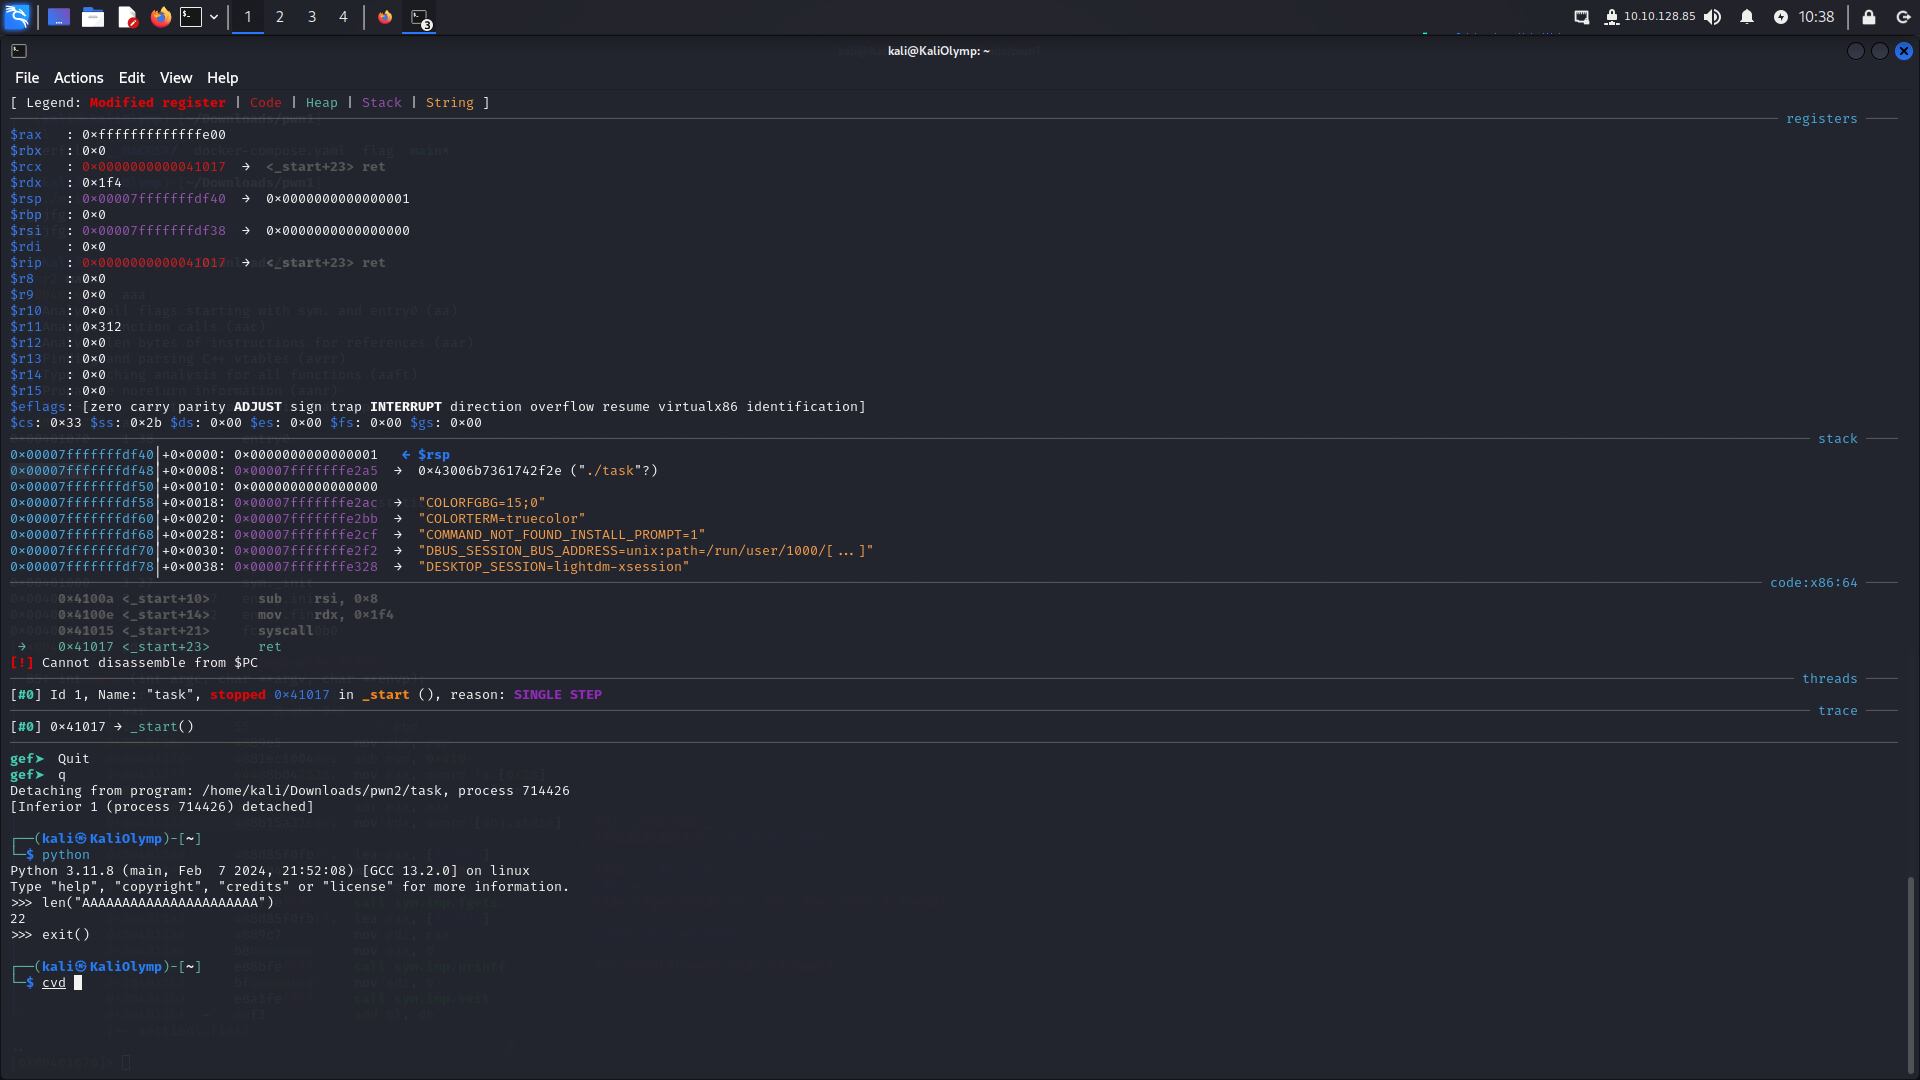 1 2 3 4 3 10.10.128.85 10:38
kali@KaliOlymp: ~
File Actions Edit View Help
[ Legend: Modified register | Code | Heap | Stack | String ]
registers
$rax : 0×fffffffffffffe00
$rbx : 0×0
$rcx : 0×0000000000041017 → <_start+23> ret
$rdx : 0×1f4
$rsp : 0×00007fffffffdf40 → 0×0000000000000001
$rbp : 0×0
$rsi : 0×00007fffffffdf38 → 0×0000000000000000
$rdi : 0×0
$rip : 0×0000000000041017 → <_start+23> ret
$r8 : 0×0
$r9 : 0×0
$r10 : 0×0
$r11 : 0×312
$r12 : 0×0
$r13 : 0×0
$r14 : 0×0
$r15 : 0×0
$eflags: [zero carry parity ADJUST sign trap INTERRUPT direction overflow resume virtualx86 identification]
$cs: 0×33 $ss: 0×2b $ds: 0×00 $es: 0×00 $fs: 0×00 $gs: 0×00
stack
0×00007fffffffdf40│+0×0000: 0×0000000000000001 ← $rsp
0×00007fffffffdf48│+0×0008: 0×00007fffffffe2a5 → 0×43006b7361742f2e ("./task"?)
0×00007fffffffdf50│+0×0010: 0×0000000000000000
0×00007fffffffdf58│+0×0018: 0×00007fffffffe2ac → "COLORFGBG=15;0"
0×00007fffffffdf60│+0×0020: 0×00007fffffffe2bb → "COLORTERM=truecolor"
0×00007fffffffdf68│+0×0028: 0×00007fffffffe2cf → "COMMAND_NOT_FOUND_INSTALL_PROMPT=1"
0×00007fffffffdf70│+0×0030: 0×00007fffffffe2f2 → "DBUS_SESSION_BUS_ADDRESS=unix:path=/run/user/1000/[...]"
0×00007fffffffdf78│+0×0038: 0×00007fffffffe328 → "DESKTOP_SESSION=lightdm-xsession"
code:x86:64
0×4100a <_start+10> sub rsi, 0×8
0×4100e <_start+14> mov rdx, 0×1f4
0×41015 <_start+21> syscall
→ 0×41017 <_start+23> ret
[!] Cannot disassemble from $PC
threads
[#0] Id 1, Name: "task", stopped 0×41017 in _start (), reason: SINGLE STEP
trace
[#0] 0×41017 → _start()
gef➤ Quit
gef➤ q
Detaching from program: /home/kali/Downloads/pwn2/task, process 714426
[Inferior 1 (process 714426) detached]
┌──(kali㉿KaliOlymp)-[~]
└─$ python
Python 3.11.8 (main, Feb  7 2024, 21:52:08) [GCC 13.2.0] on linux
Type "help", "copyright", "credits" or "license" for more information.
>>> len("AAAAAAAAAAAAAAAAAAAAAA")
22
>>> exit()
┌──(kali㉿KaliOlymp)-[~]
└─$ cvd